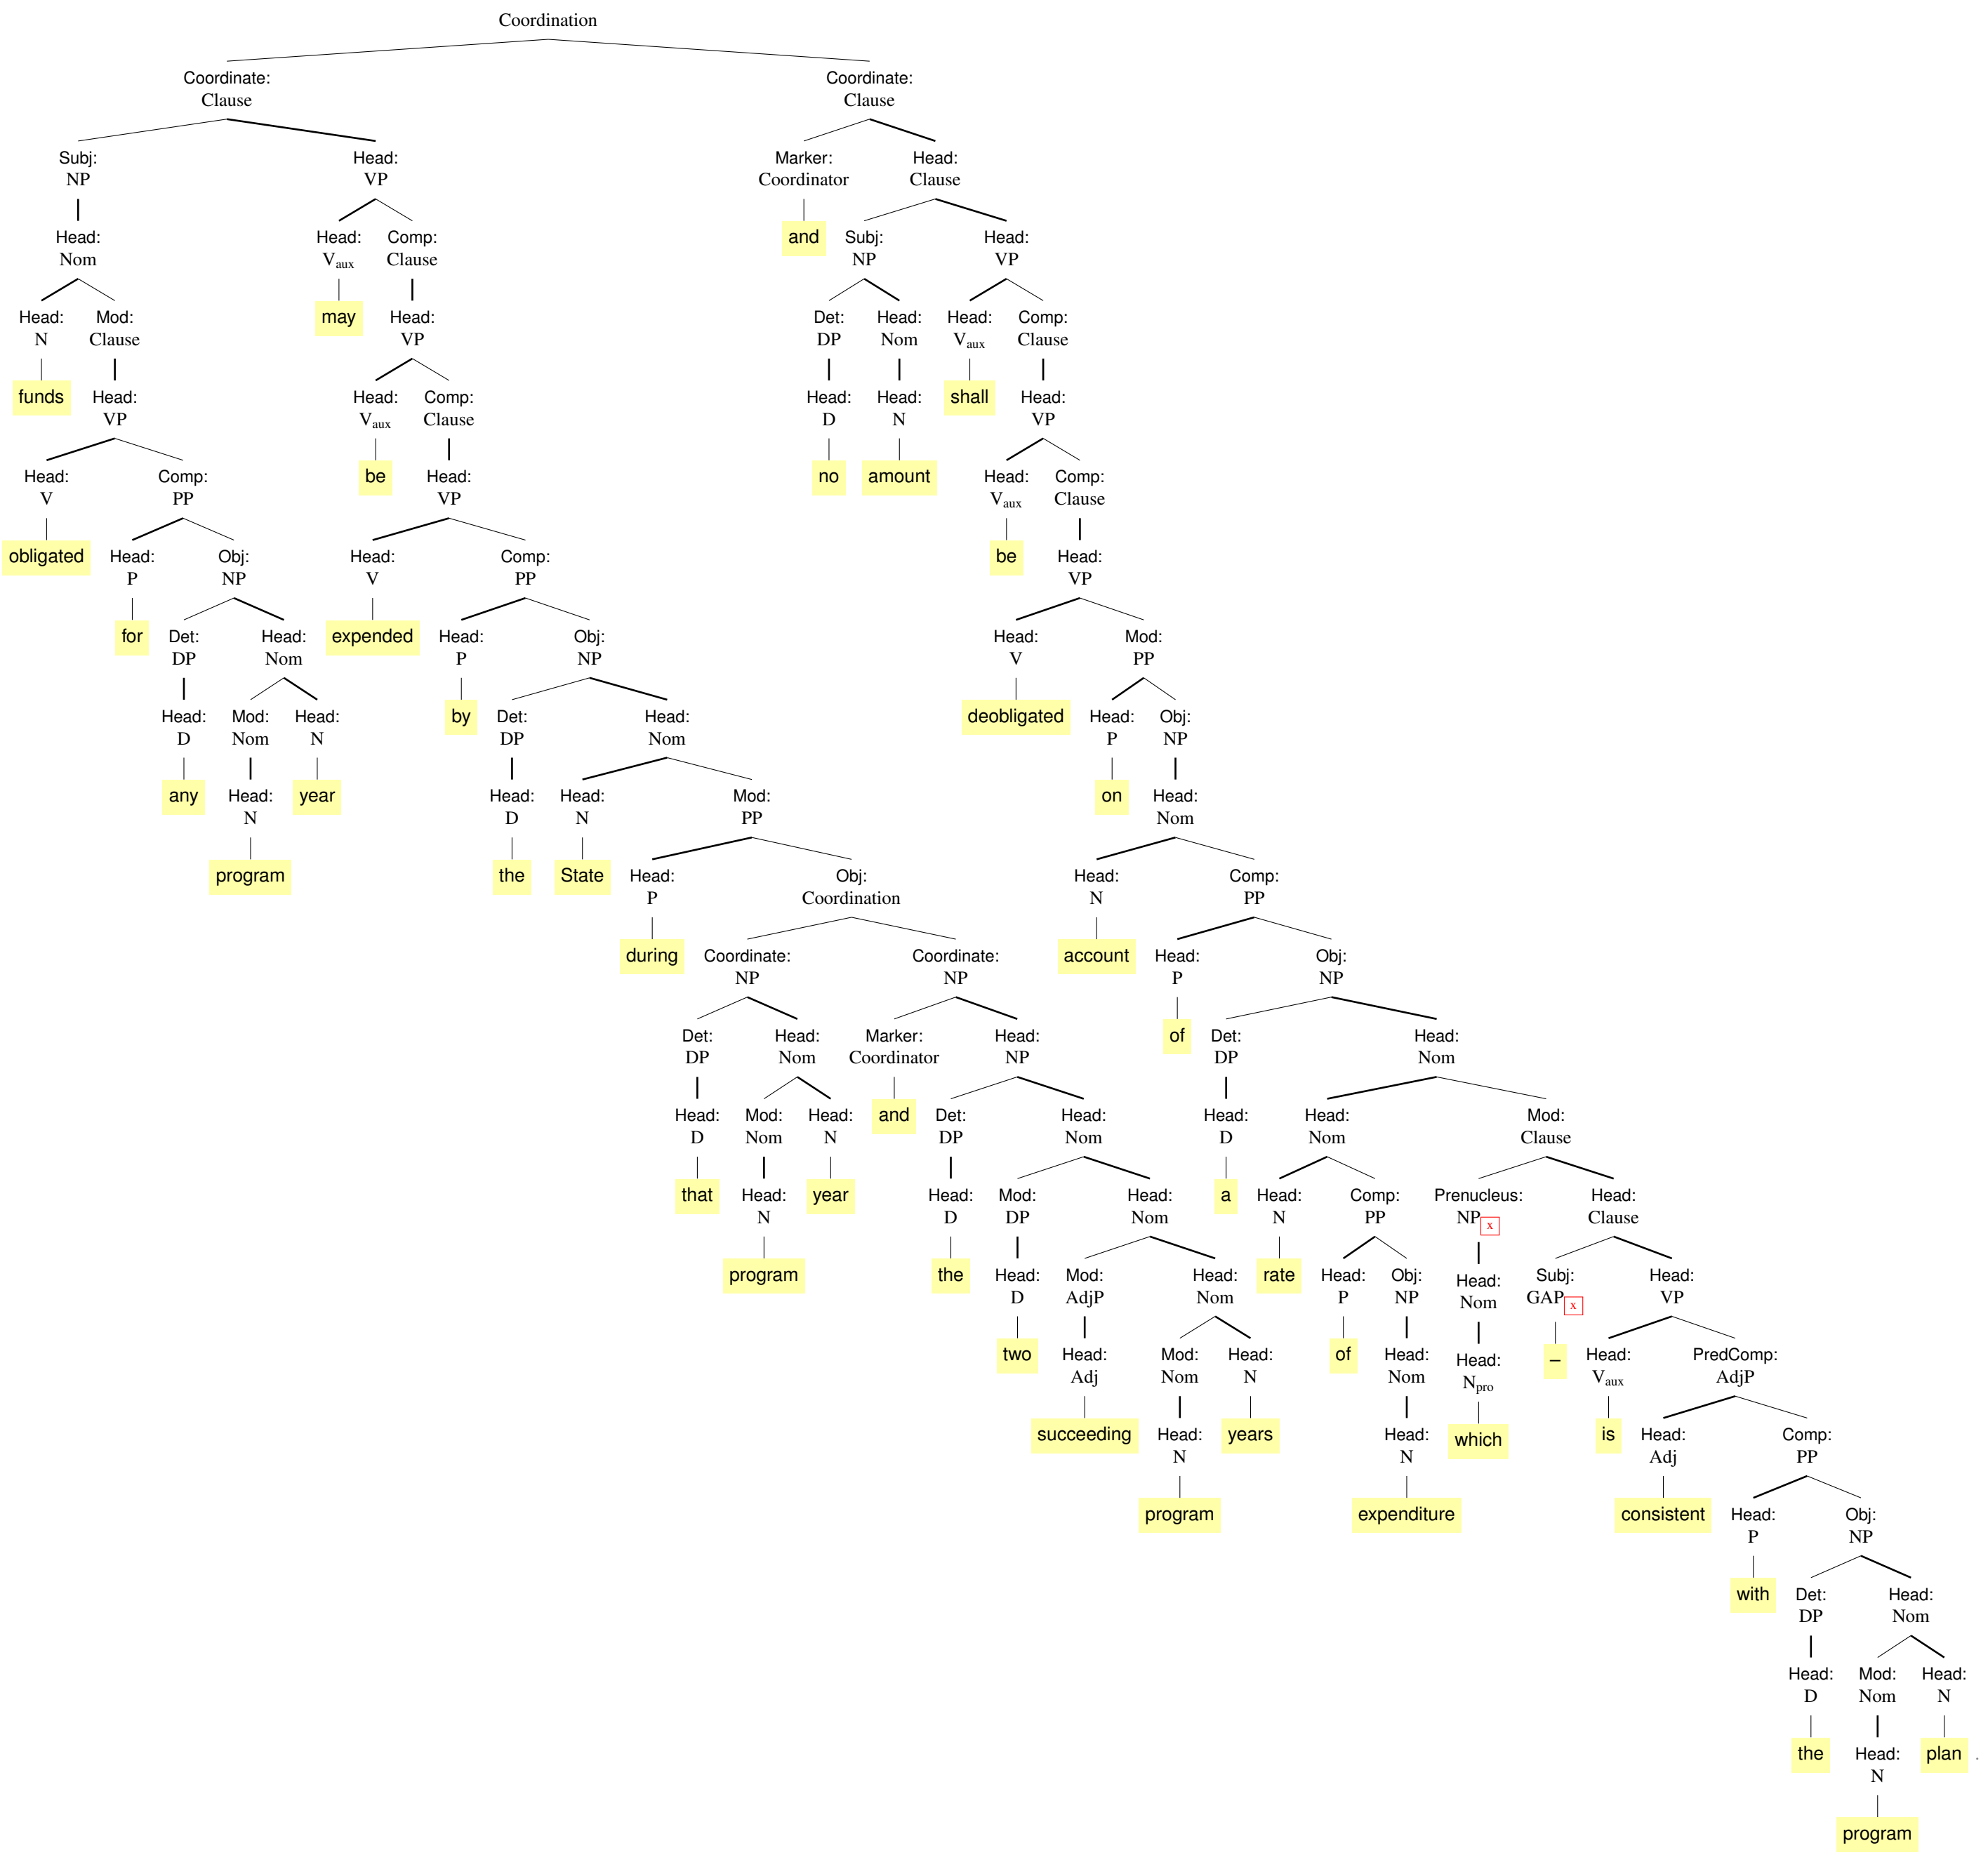 Coordination
Coordinate: Coordinate:
Clause Clause
Subj: Head: Marker: Head:
NP VP Coordinator Clause
Head: Head: Comp: and Subj: Head:
Nom Vaux Clause NP VP
Head: Mod: may Head: Det: Head: Head: Comp:
N Clause VP DP Nom Vaux Clause
funds Head: Head: Comp: Head: Head: shall Head:
VP Vaux Clause D N VP
Head: Comp: be Head: no amount Head: Comp:
V PP VP Vaux Clause
obligated Head: Obj: Head: Comp: be Head:
P NP V PP VP
for Det: Head: expended Head: Obj: Head: Mod:
DP Nom P NP V PP
Head: Mod: Head: by Det: Head: deobligated Head: Obj:
D Nom N DP Nom P NP
any Head: year Head: Head: Mod: on Head:
N D N PP Nom
program the State Head: Obj: Head: Comp:
P Coordination N PP
during Coordinate: Coordinate: account Head: Obj:
NP NP P NP
Det: Head: Marker: Head: of Det: Head:
DP Nom Coordinator NP DP Nom
Head: Mod: Head: and Det: Head: Head: Head: Mod:
D Nom N DP Nom D Nom Clause
that Head: year Head: Mod: Head: a Head: Comp: Prenucleus: Head:
N D DP Nom N PP NP x Clause
program the Head: Mod: Head: rate Head: Obj: Head: Subj: Head:
D AdjP Nom P NP Nom GAP x VP
two Head: Mod: Head: of Head: Head: – Head: PredComp:
Adj Nom N Nom Npro Vaux AdjP
succeeding Head: years Head: which is Head: Comp:
N N Adj PP
program expenditure consistent Head: Obj:
P NP
with Det: Head:
DP Nom
Head: Mod: Head:
D Nom N
the Head: plan .
N
program